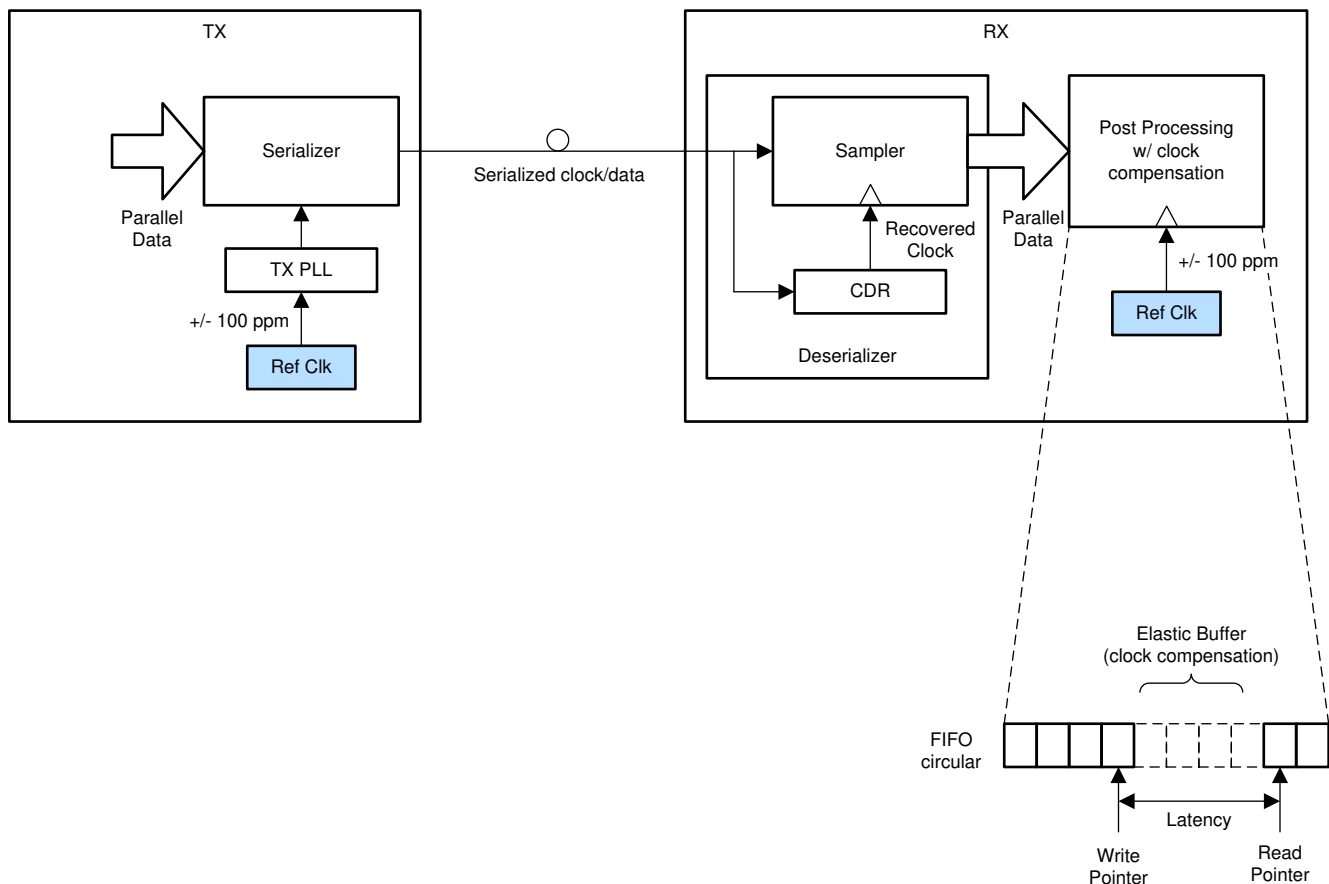 TX
Serializer
Parallel
Data
TX PLL
+/- 100 ppm
Ref Clk
Serialized clock/data
RX
Sampler
Recovered
Clock
CDR
Deserializer
Parallel
Data
Post Processing
w/ clock
compensation
+/- 100 ppm
Ref Clk
Elastic Buffer
(clock compensation)
FIFO
circular
Latency
Write
Pointer
Read
Pointer